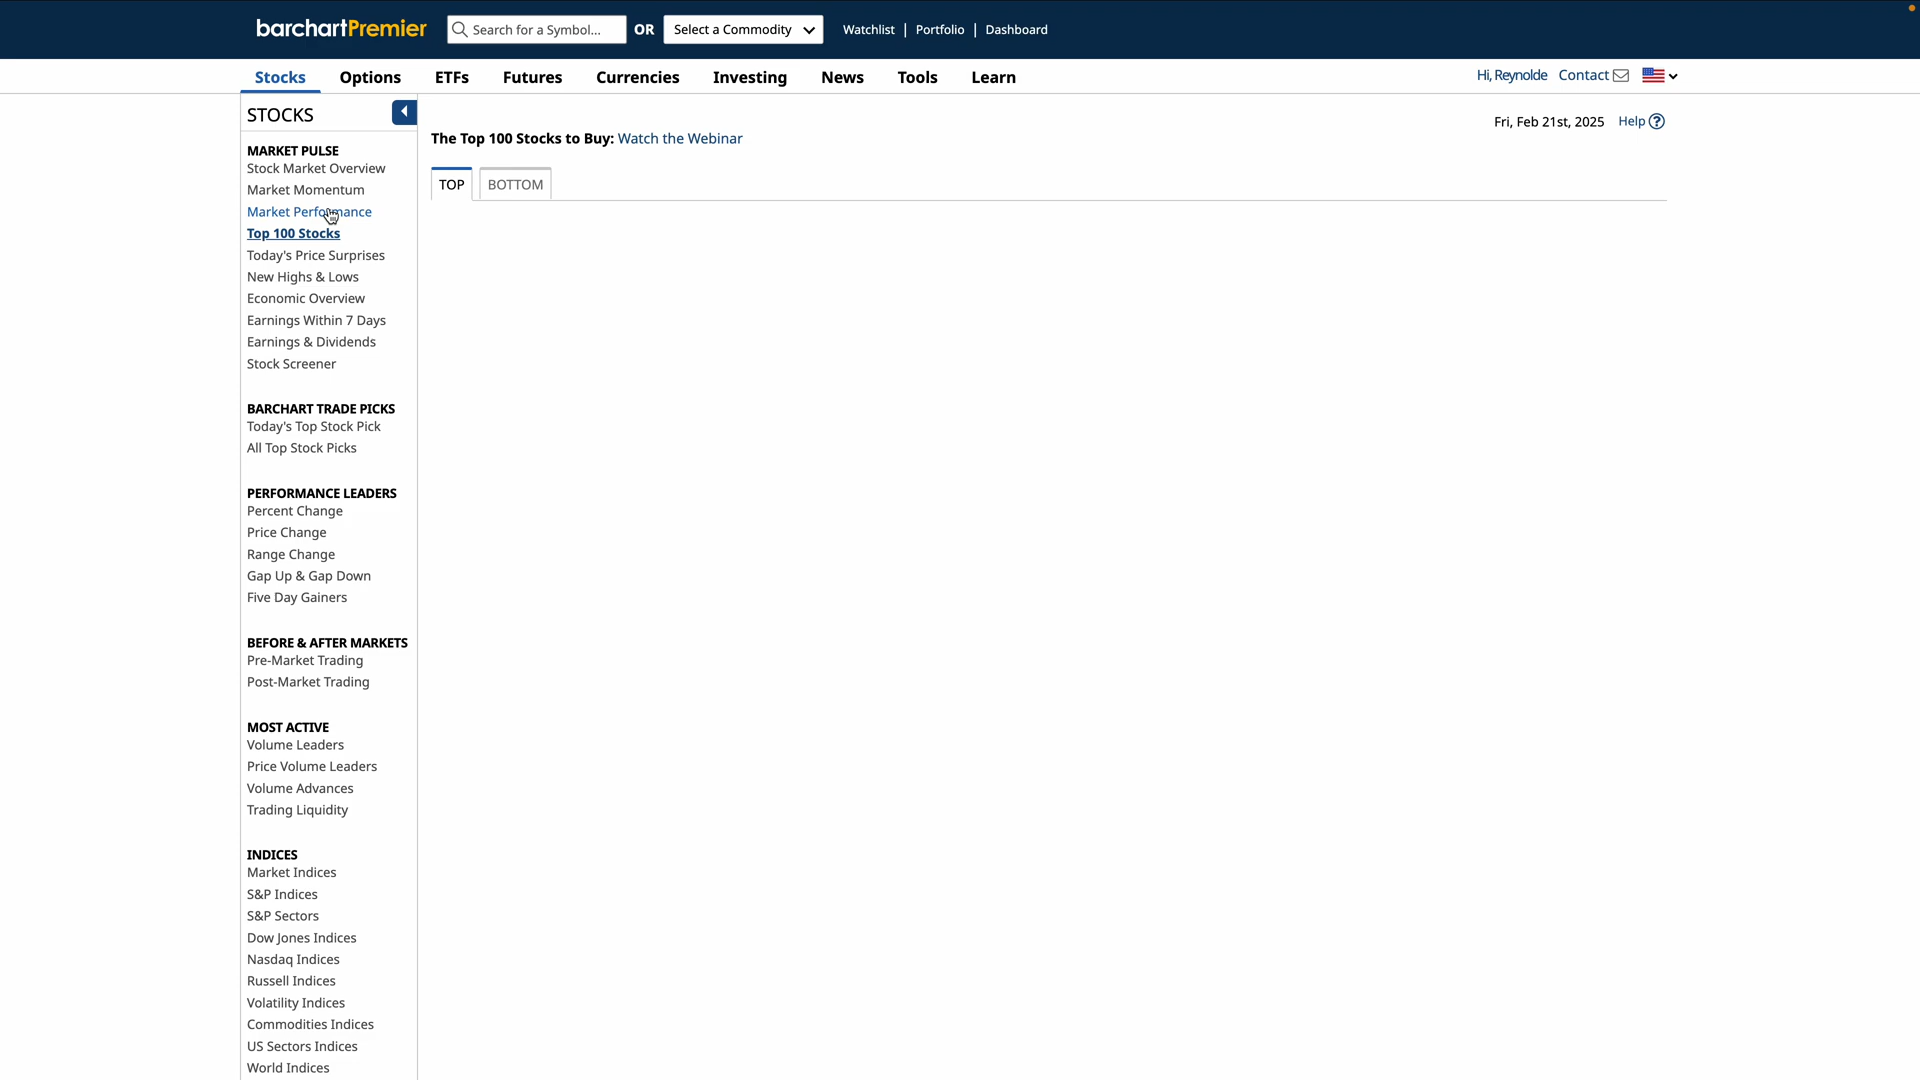 barchartPremier
Search for a Symbol...
OR
Select a Commodity
Watchlist | Portfolio | Dashboard
Stocks Options ETFs Futures Currencies Investing News Tools Learn
Hi, Reynolde Contact
STOCKS
Fri, Feb 21st, 2025 Help ?
The Top 100 Stocks to Buy: Watch the Webinar
TOP BOTTOM
MARKET PULSE
Stock Market Overview
Market Momentum
Market Performance
Top 100 Stocks
Today's Price Surprises
New Highs & Lows
Economic Overview
Earnings Within 7 Days
Earnings & Dividends
Stock Screener
BARCHART TRADE PICKS
Today's Top Stock Pick
All Top Stock Picks
PERFORMANCE LEADERS
Percent Change
Price Change
Range Change
Gap Up & Gap Down
Five Day Gainers
BEFORE & AFTER MARKETS
Pre-Market Trading
Post-Market Trading
MOST ACTIVE
Volume Leaders
Price Volume Leaders
Volume Advances
Trading Liquidity
INDICES
Market Indices
S&P Indices
S&P Sectors
Dow Jones Indices
Nasdaq Indices
Russell Indices
Volatility Indices
Commodities Indices
US Sectors Indices
World Indices